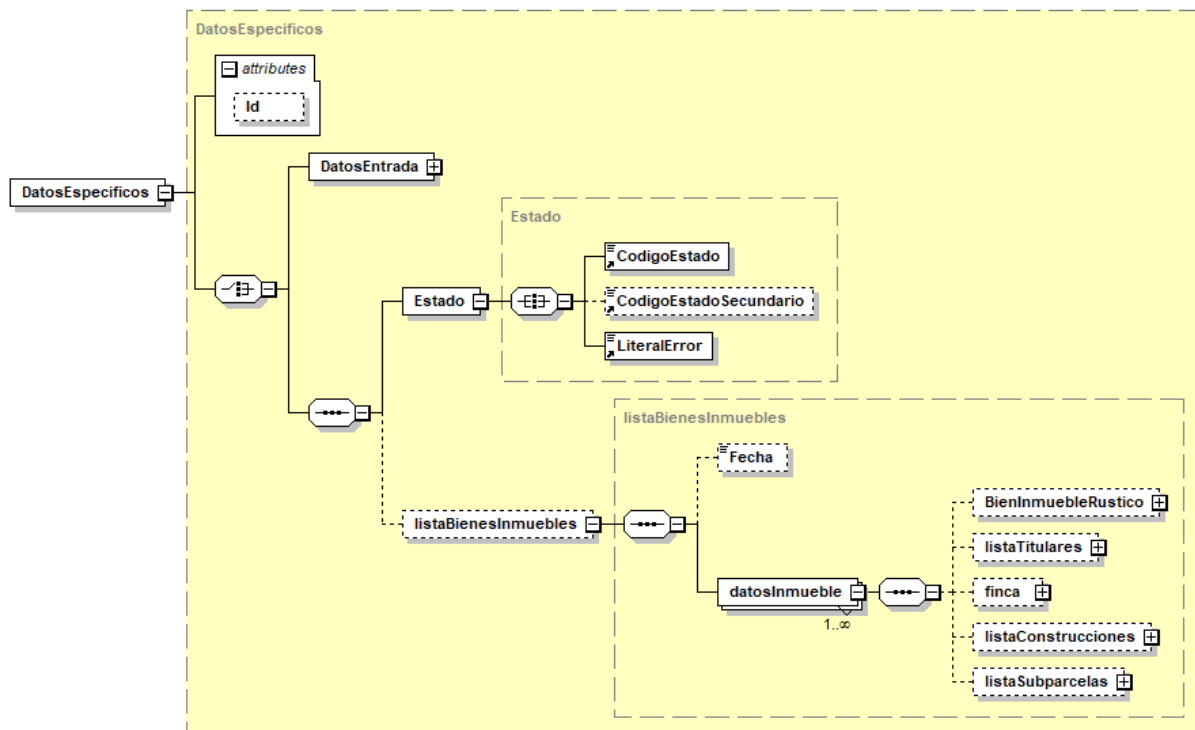 DatosEspecificos
attributes
Id
DatosEspecificos
DatosEntrada
Estado
Estado
CodigoEstado
CodigoEstadoSecundario
LiteralError
listaBienesInmuebles
listaBienesInmuebles
Fecha
datosInmueble
1..∞
BienInmuebleRustico
listaTitulares
finca
listaConstrucciones
listaSubparcelas